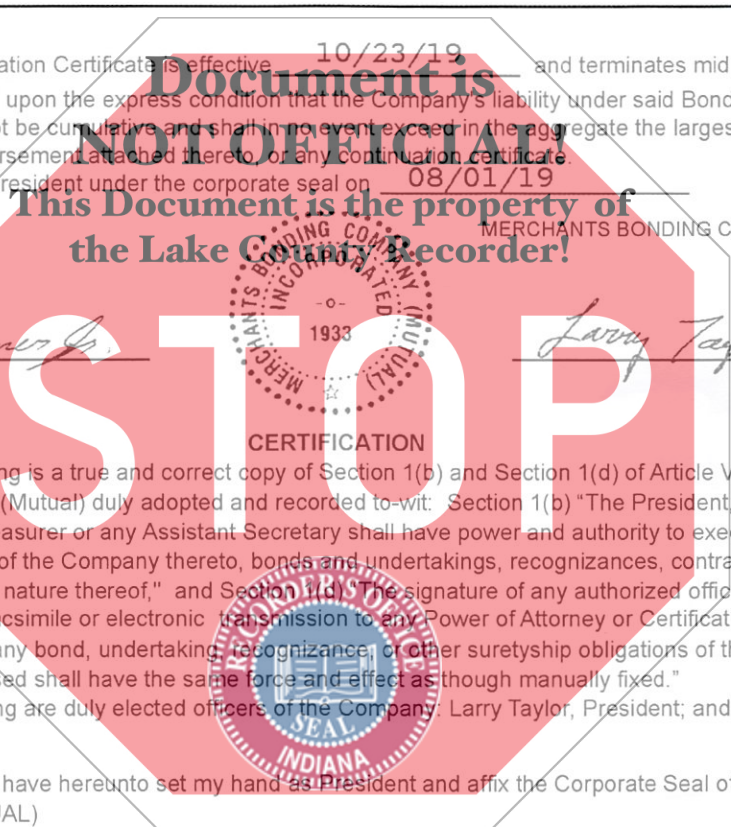 ation Certificate is effective 10/23/19 and terminates mid
Document is
upon the express condition that the Company's liability under said Bond
NOT OFFICIAL!
t be cumulative and shall in no event exceed in the aggregate the larges
rsement attached thereto, or any continuation certificate.
resident under the corporate seal on 08/01/19
This Document is the property of
MERCHANTS BONDING C
the Lake County Recorder!
MERCHANTS BONDING COMPANY (MUTUAL)
INCORPORATED
-o-
1933
Larry Tay
STOP
CERTIFICATION
ng is a true and correct copy of Section 1(b) and Section 1(d) of Article V
(Mutual) duly adopted and recorded to-wit: Section 1(b) “The President,
asurer or any Assistant Secretary shall have power and authority to exe
of the Company thereto, bonds and undertakings, recognizances, contra
nature thereof," and Section 1(d) "The signature of any authorized offic
acsimile or electronic transmission to any Power of Attorney or Certificat
any bond, undertaking, recognizance, or other suretyship obligations of th
sed shall have the same force and effect as though manually fixed.”
ng are duly elected officers of the Company: Larry Taylor, President; and
RECORDER'S OFFICE
SEAL
INDIANA
have hereunto set my hand as President and affix the Corporate Seal of
UAL)